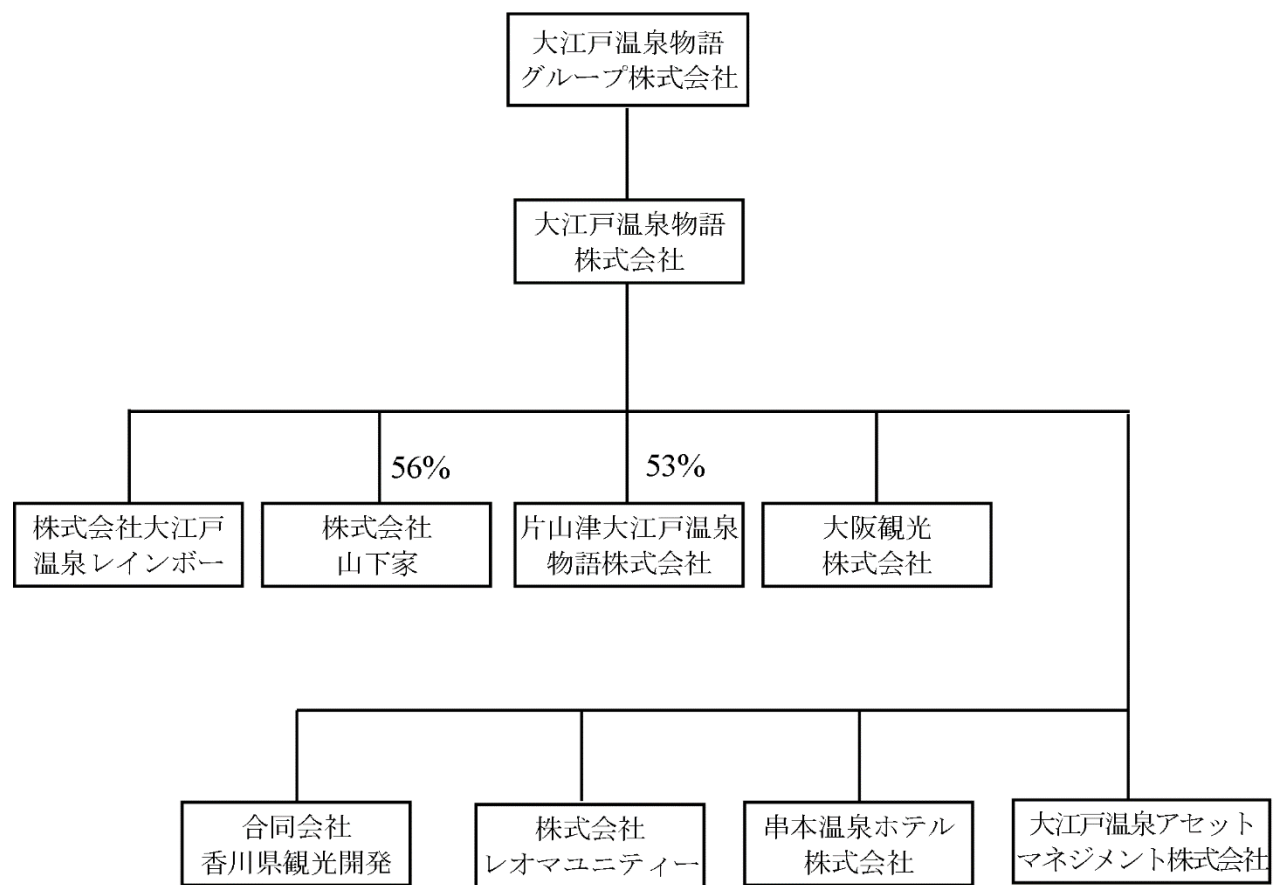 大江戸温泉物語
グループ株式会社
大江戸温泉物語
株式会社
56%
53%
株式会社大江戸
温泉レインボー
株式会社
山下家
片山津大江戸温泉
物語株式会社
大阪観光
株式会社
合同会社
香川県観光開発
株式会社
レオマユニティー
串本温泉ホテル
株式会社
大江戸温泉アセット
マネジメント株式会社